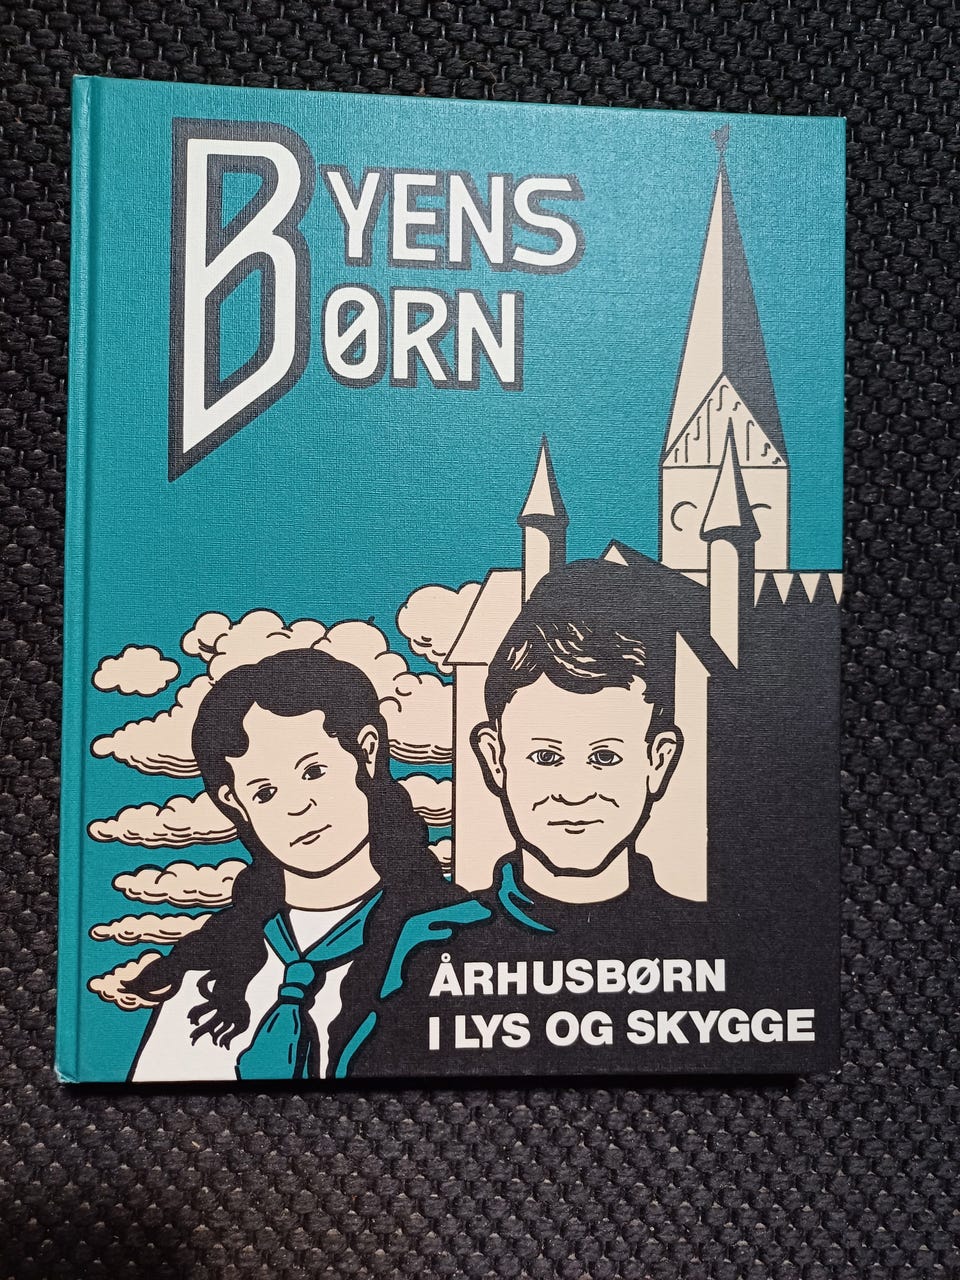 BYENS
BØRN
ÅRHUSBØRN
I LYS OG SKYGGE